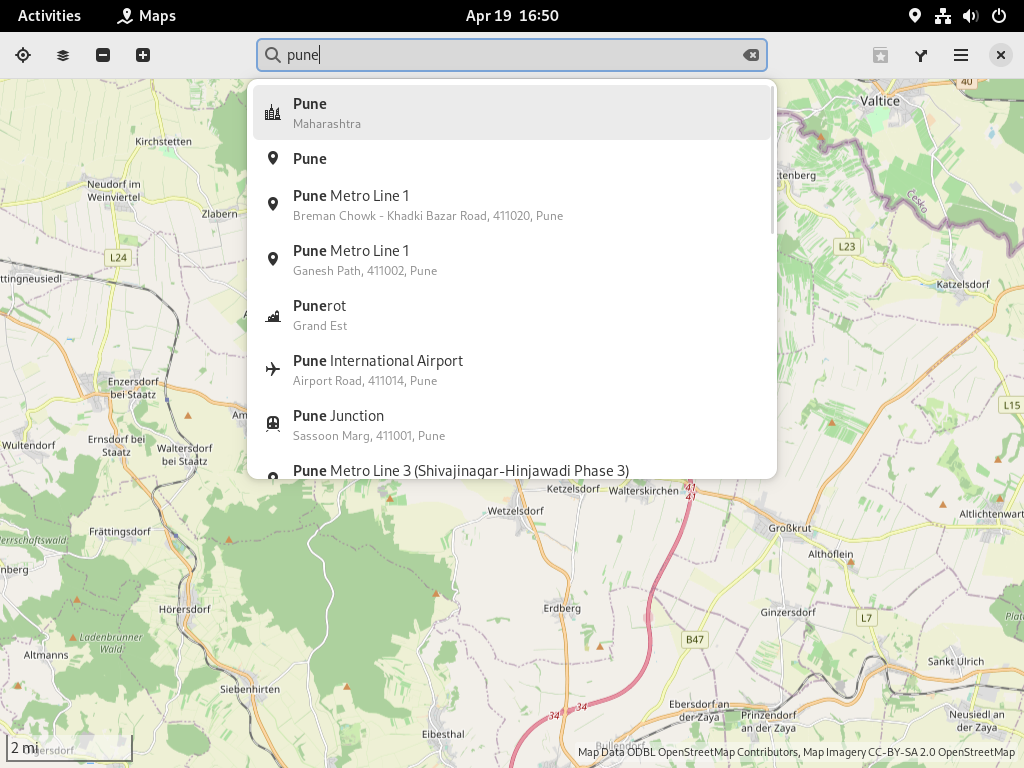 Activities
Maps
Apr 19 16:50
pune
Pune
Maharashtra
Pune
Pune Metro Line 1
Breman Chowk - Khadki Bazar Road, 411020, Pune
Pune Metro Line 1
Ganesh Path, 411002, Pune
Punerot
Grand Est
Pune International Airport
Airport Road, 411014, Pune
Pune Junction
Sassoon Marg, 411001, Pune
Pune Metro Line 3 (Shivajinagar-Hinjawadi Phase 3)
40
Valtice
Kirchstetten
Neudorf im
Weinviertel
Zlabern
Česko
L23
L24
Katzelsdorf
Enzersdorf
bei Staatz
L15
Ernsdorf bei
Staatz
Wultendorf
Waltersdorf
bei Staatz
Ketzelsdorf
Walterskirchen
41
41
Wetzelsdorf
Großkrut
Altlichtenwart
Frättingsdorf
Althöflein
Erdberg
Hörersdorf
Ginzersdorf
L7
Ladenbrunner
Wald
B47
Altmanns
Sankt Ulrich
Siebenhirten
Ebersdorf an
der Zaya
Prinzendorf
an der Zaya
Neusiedl an
der Zaya
34
34
Eibesthal
Bullendorf
2 mi
Map Data ODBL OpenStreetMap Contributors, Map Imagery CC-BY-SA 2.0 OpenStreetMap